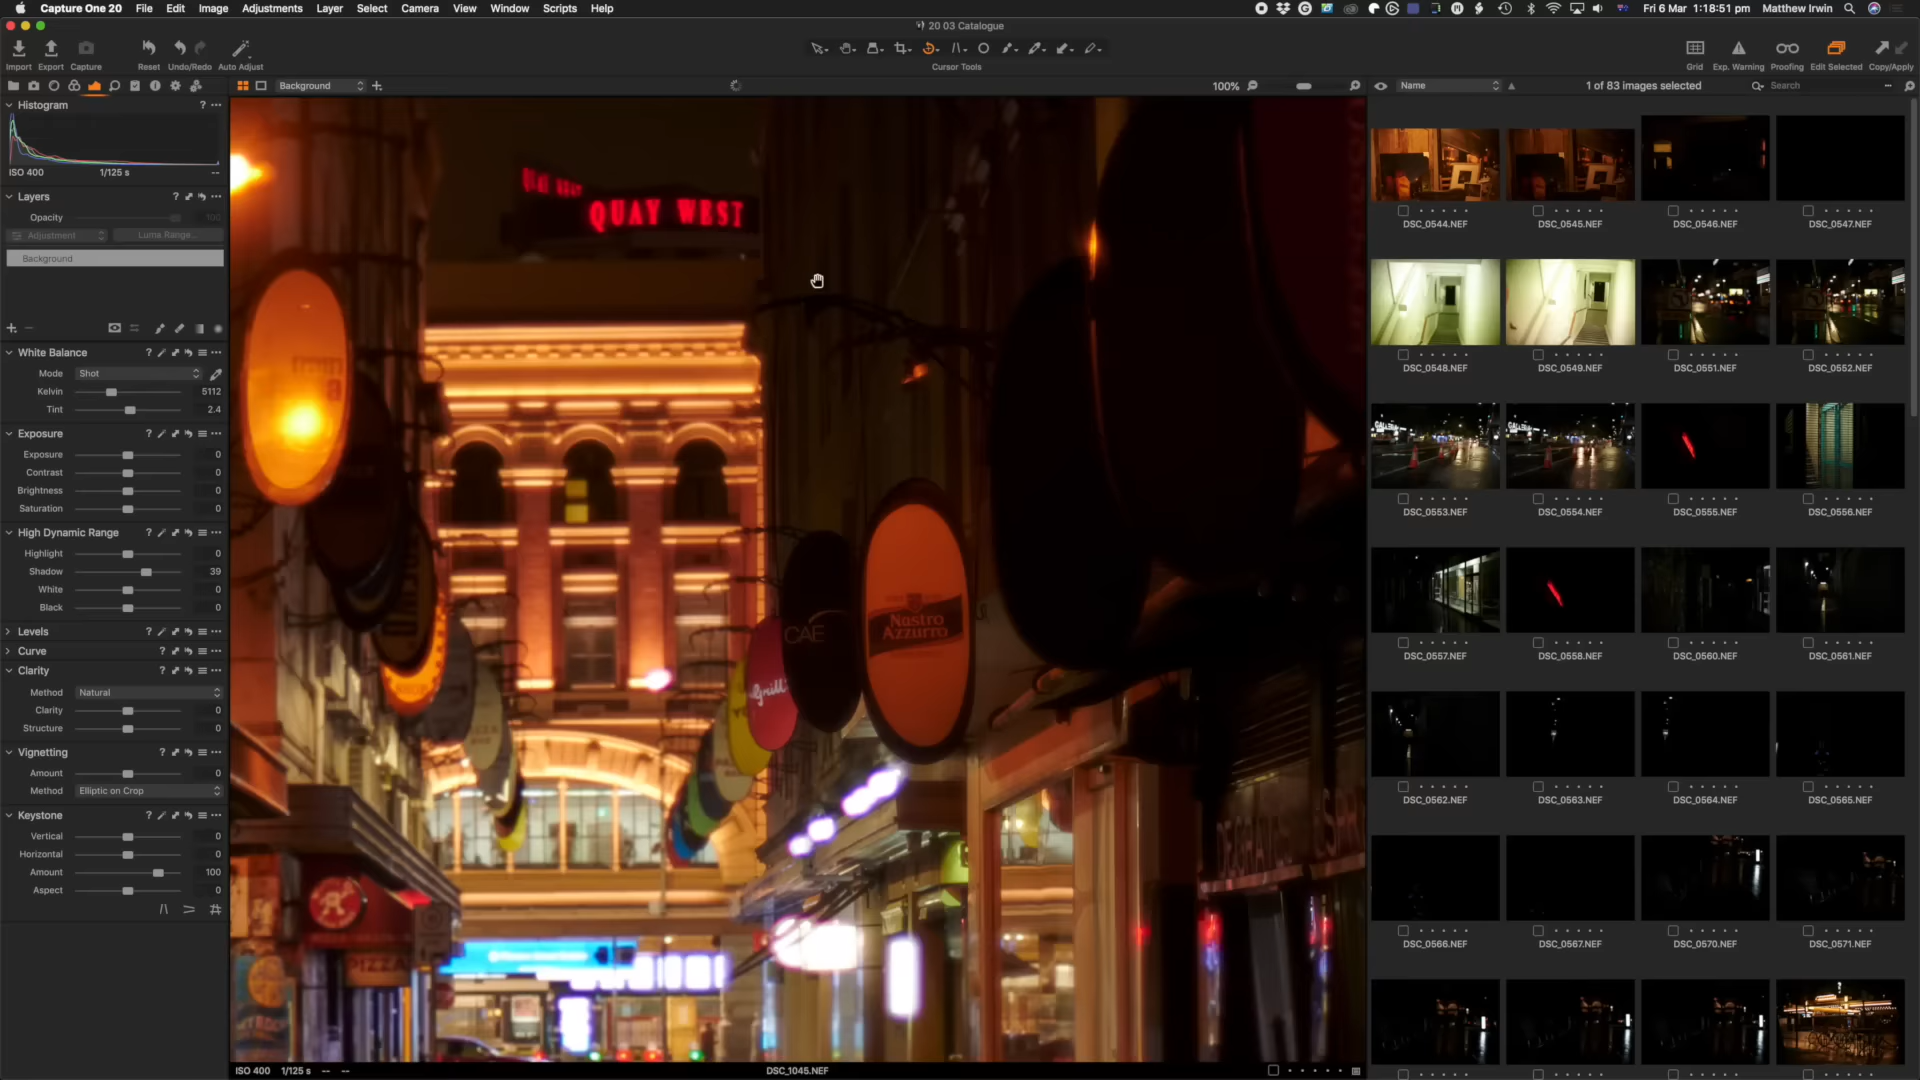 Capture One 20 File Edit Image Adjustments Layer Select Camera View Window Scripts Help
Fri 6 Mar 1:18:51 pm Matthew Irwin
20 03 Catalogue
Import Export Capture Reset Undo/Redo Auto Adjust
Cursor Tools
Grid Exp. Warning Proofing Edit Selected Copy/Apply
Background
100%
Name
1 of 83 images selected
Search
Histogram
ISO 400 1/125 s --
Layers
Opacity 100
Adjustment Luma Range...
Background
White Balance
Mode Shot
Kelvin 5112
Tint 2.4
Exposure
Exposure 0
Contrast 0
Brightness 0
Saturation 0
High Dynamic Range
Highlight 0
Shadow 39
White 0
Black 0
Levels
Curve
Clarity
Method Natural
Clarity 0
Structure 0
Vignetting
Amount 0
Method Elliptic on Crop
Keystone
Vertical 0
Horizontal 0
Amount 100
Aspect 0
QUAY WEST
CAE
Nastro
Azzurro
Grill
PIZZA
ISO 400 1/125 s -- --
DSC_1045.NEF
DSC_0544.NEF DSC_0545.NEF DSC_0546.NEF DSC_0547.NEF
DSC_0548.NEF DSC_0549.NEF DSC_0551.NEF DSC_0552.NEF
DSC_0553.NEF DSC_0554.NEF DSC_0555.NEF DSC_0556.NEF
DSC_0557.NEF DSC_0558.NEF DSC_0560.NEF DSC_0561.NEF
DSC_0562.NEF DSC_0563.NEF DSC_0564.NEF DSC_0565.NEF
DSC_0566.NEF DSC_0567.NEF DSC_0570.NEF DSC_0571.NEF